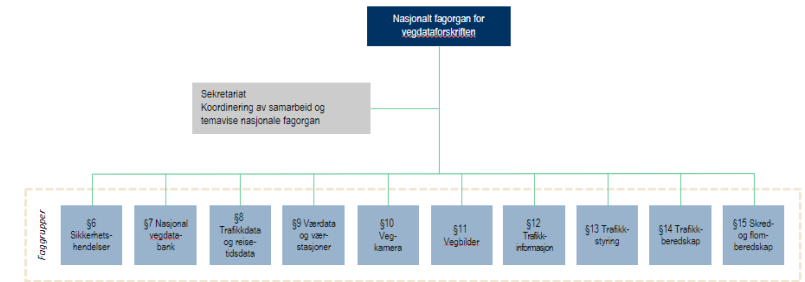 Nasjonalt fagorgan for
vegdataforskriften
Sekretariat
Koordinering av samarbeid og
temavise nasjonale fagorgan
Faggrupper
§6
Sikkerhets-
hendelser
§7 Nasjonal
vegdata-
bank
§8
Trafikkdata
og reise-
tidsdata
§9 Værdata
og vær-
stasjoner
§10
Veg-
kamera
§11
Vegbilder
§12
Trafikk-
informasjon
§13 Trafikk-
styring
§14 Trafikk-
beredskap
§15 Skred-
og flom-
beredskap